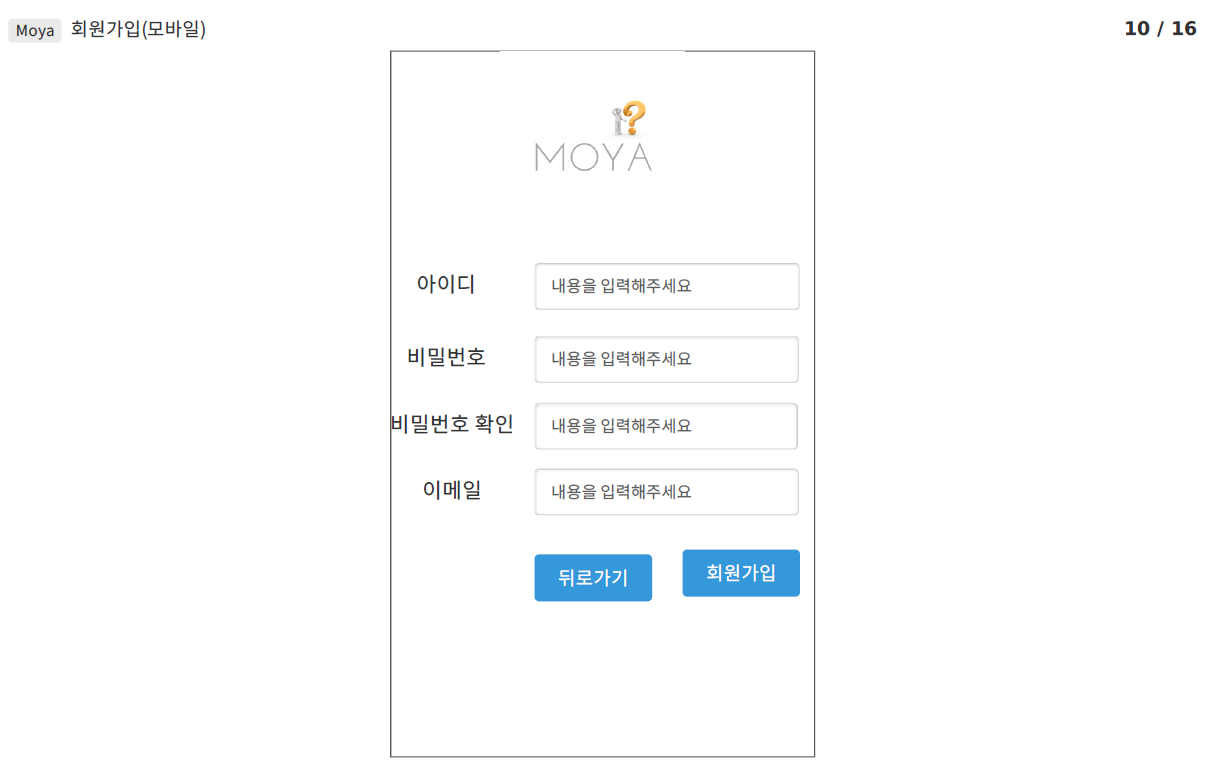 Moya 회원가입(모바일)
10 / 16
?
MOYA
아이디 내용을 입력해주세요
비밀번호 내용을 입력해주세요
비밀번호 확인 내용을 입력해주세요
이메일 내용을 입력해주세요
뒤로가기 회원가입